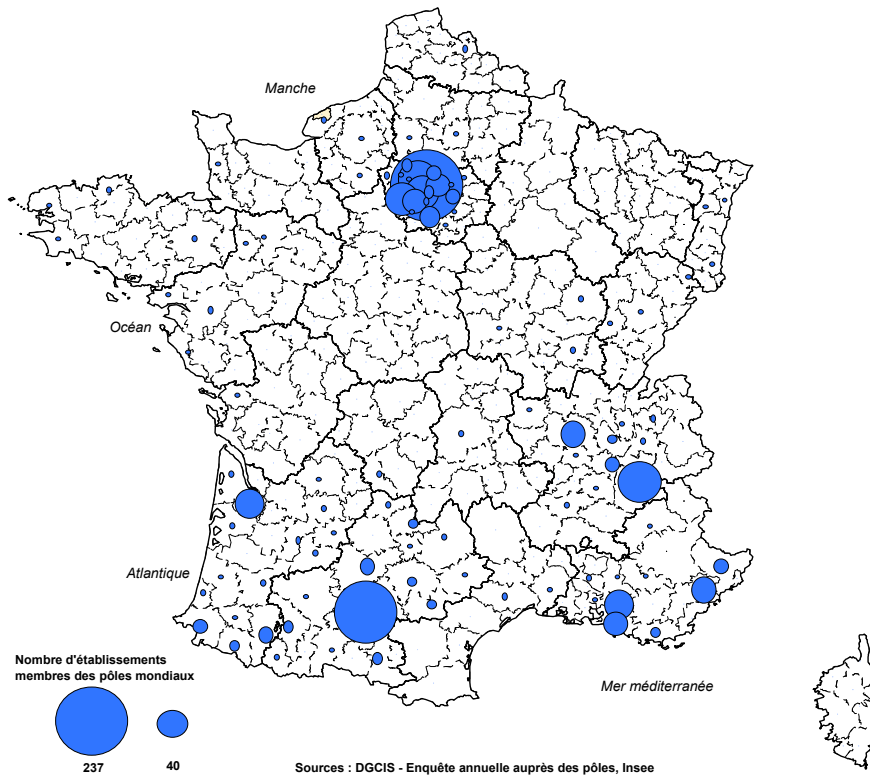 Manche
Océan
Atlantique
Mer méditerranée
Nombre d'établissements
membres des pôles mondiaux
237
40
Sources : DGCIS - Enquête annuelle auprès des pôles, Insee